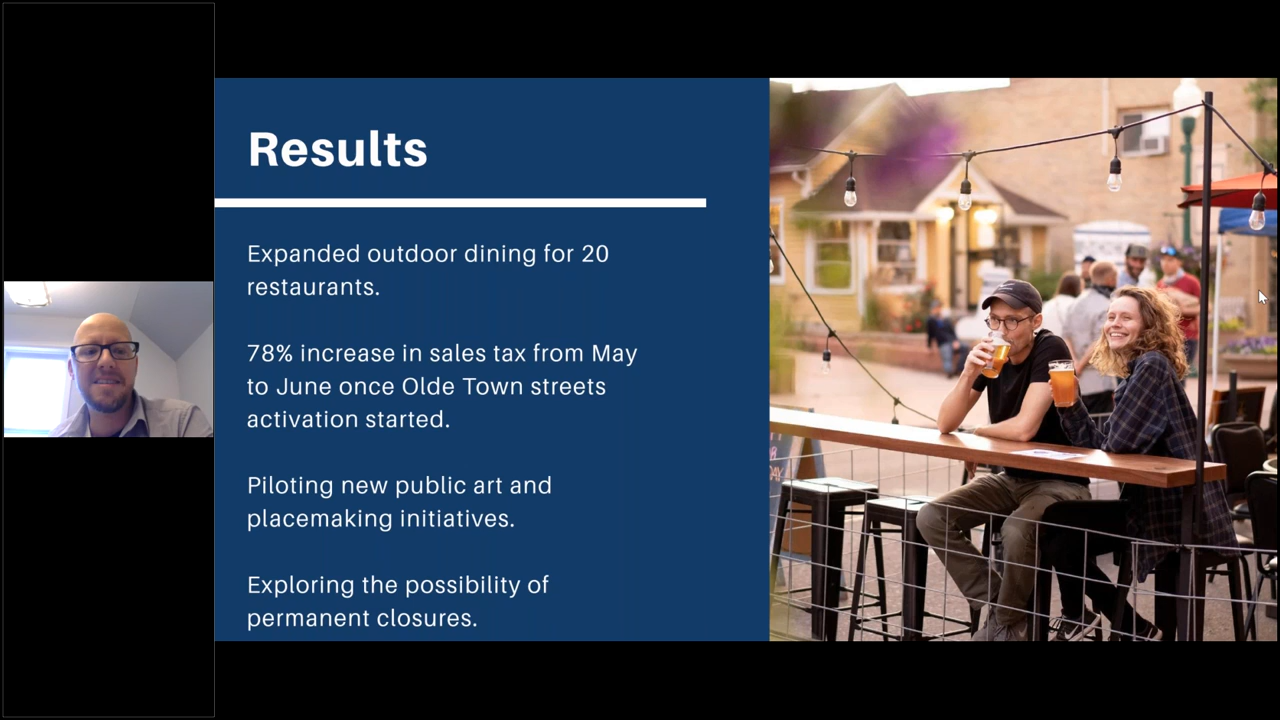 Results
Expanded outdoor dining for 20
restaurants.
78% increase in sales tax from May
to June once Olde Town streets
activation started.
Piloting new public art and
placemaking initiatives.
Exploring the possibility of
permanent closures.